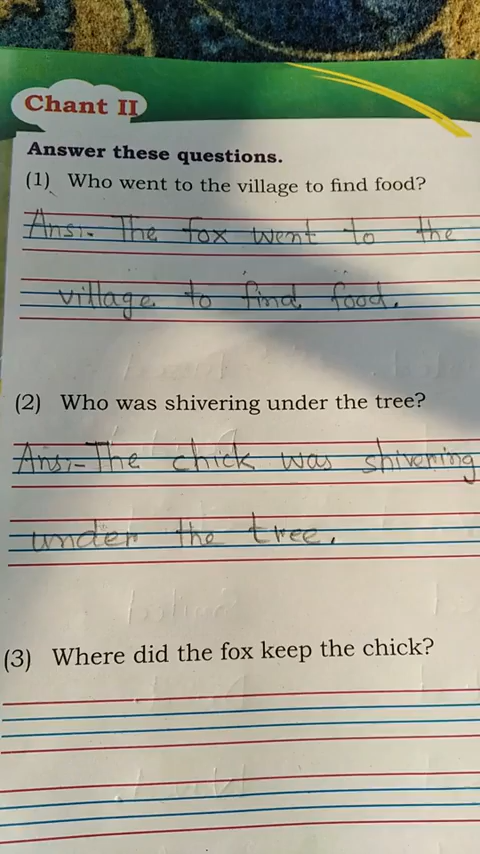 Chant II
Answer these questions.
(1) Who went to the village to find food?
Ans:- The fox went to the
village to find food.
(2) Who was shivering under the tree?
Ans:- The chick was shivering
under the tree.
(3) Where did the fox keep the chick?